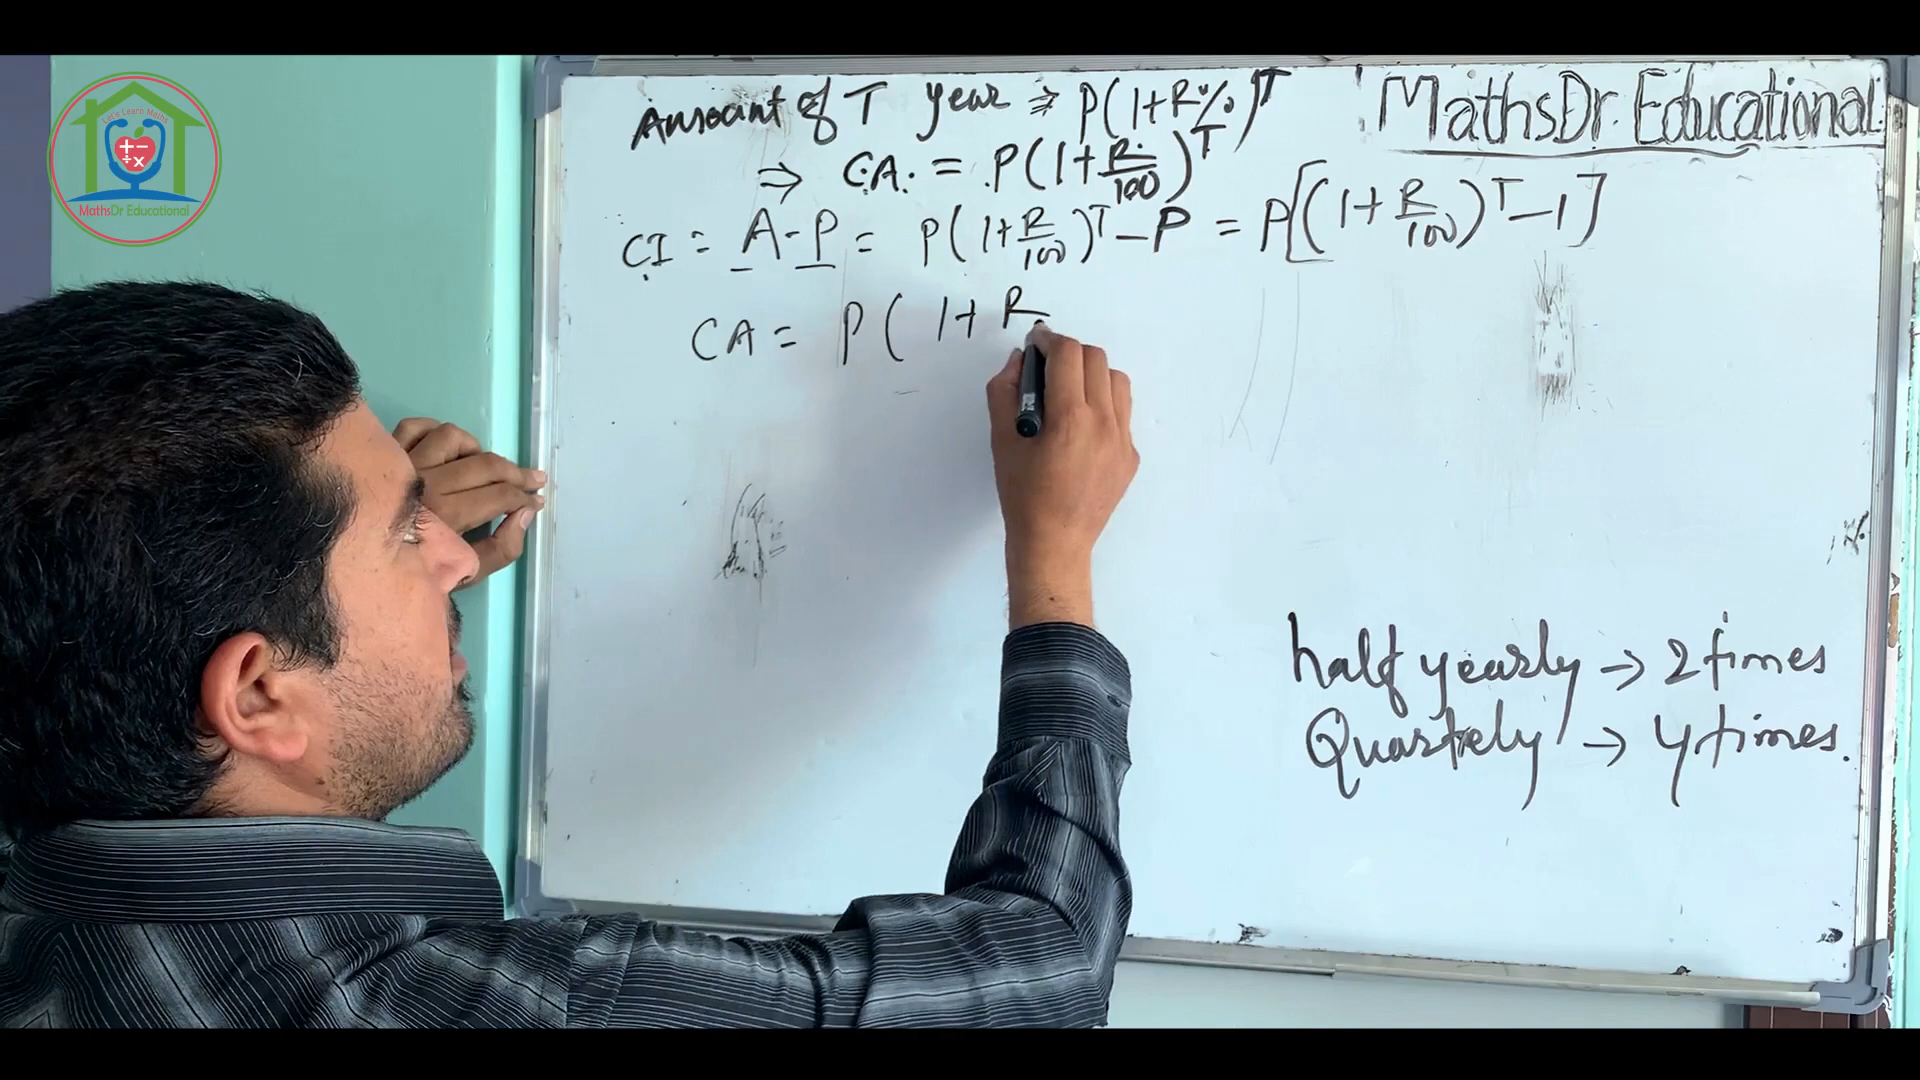 Let's Learn Maths
+ −
÷ ×
MathsDr Educational
MathsDr. Educational
Amount of T year ⇒ P(1+R%)^T
⇒ C.A. = P(1+R/100)^T
CI = A-P = P(1+R/100)^T - P = P[(1+R/100)^T - 1]
CA = P(1+R
half yearly → 2 times
Quartely → 4 times.